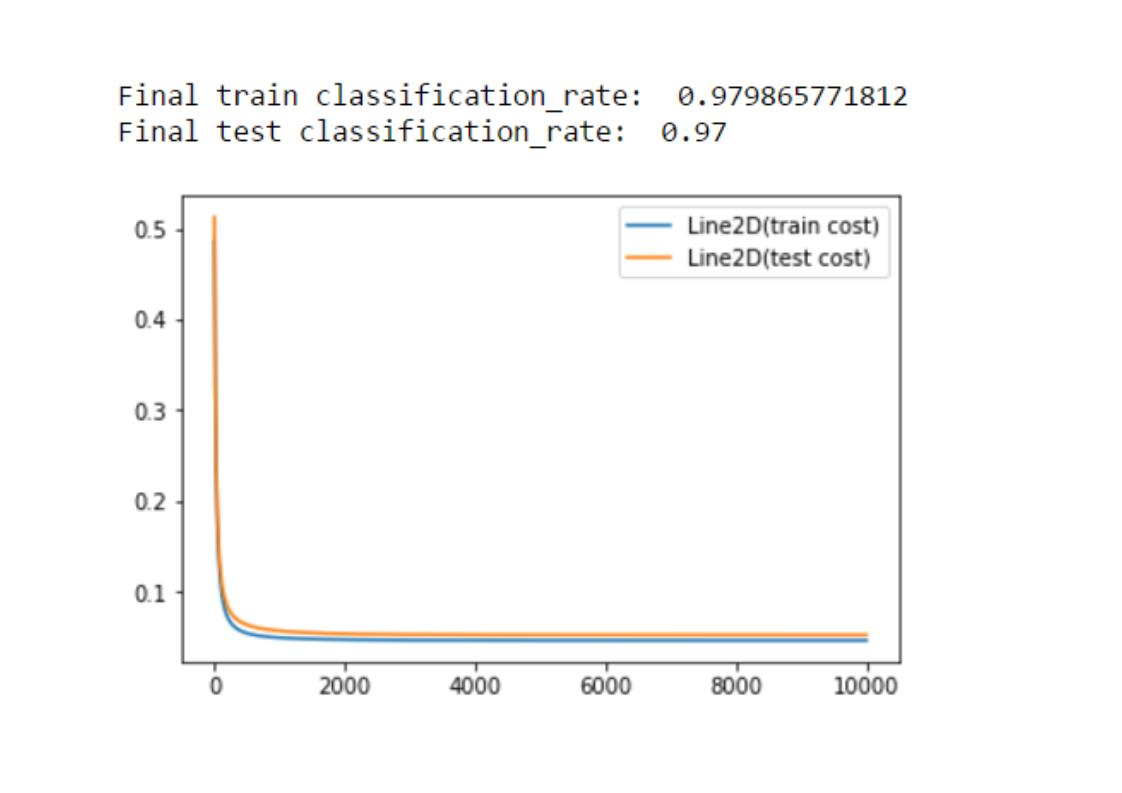 Final train classification_rate:  0.979865771812
Final test classification_rate:  0.97
Line2D(train cost)
Line2D(test cost)
0.5
0.4
0.3
0.2
0.1
0 2000 4000 6000 8000 10000